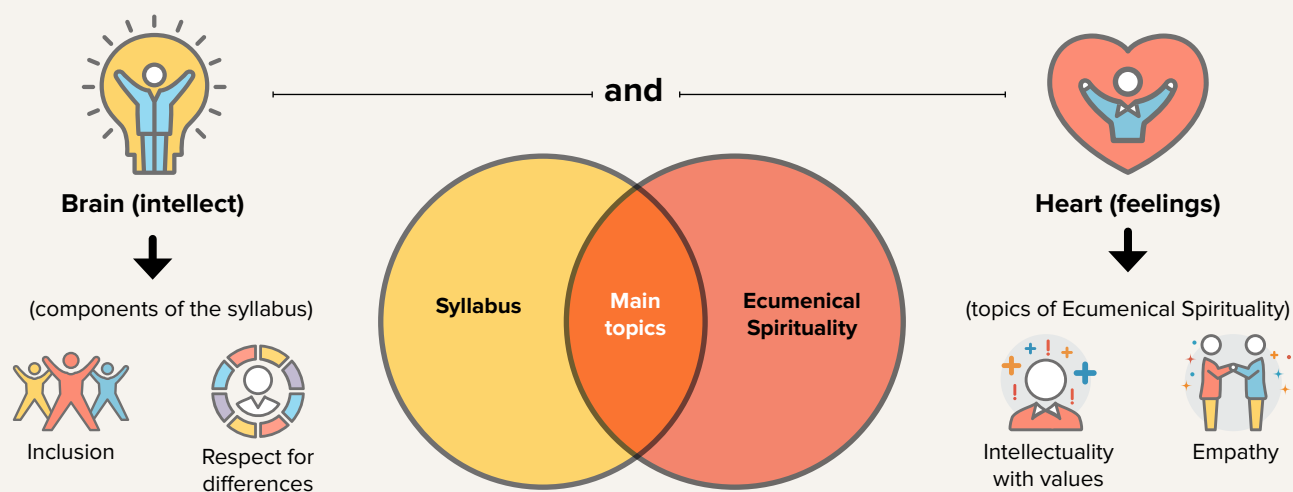 and
Brain (intellect)
Heart (feelings)
(components of the syllabus)
Syllabus
Main
topics
Ecumenical
Spirituality
(topics of Ecumenical Spirituality)
Inclusion
Respect for
differences
Intellectuality
with values
Empathy